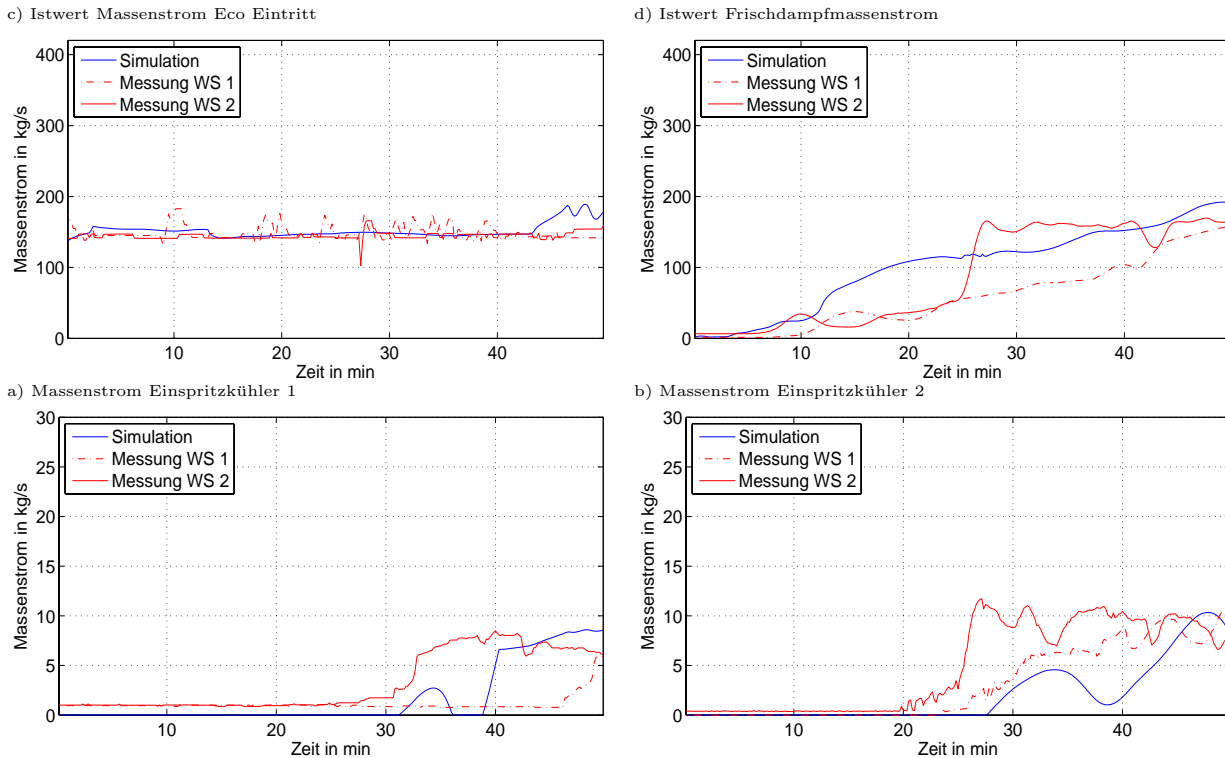 c) Istwert Massenstrom Eco Eintritt
400
300
200
100
0
Massenstrom in kg/s
Simulation
Messung WS 1
Messung WS 2
10
20
30
40
Zeit in min
d) Istwert Frischdampfmassenstrom
400
300
200
100
0
Massenstrom in kg/s
Simulation
Messung WS 1
Messung WS 2
10
20
30
40
Zeit in min
a) Massenstrom Einspritzkühler 1
30
25
20
15
10
5
0
Massenstrom in kg/s
Simulation
Messung WS 1
Messung WS 2
10
20
30
40
Zeit in min
b) Massenstrom Einspritzkühler 2
30
25
20
15
10
5
0
Massenstrom in kg/s
Simulation
Messung WS 1
Messung WS 2
10
20
30
40
Zeit in min